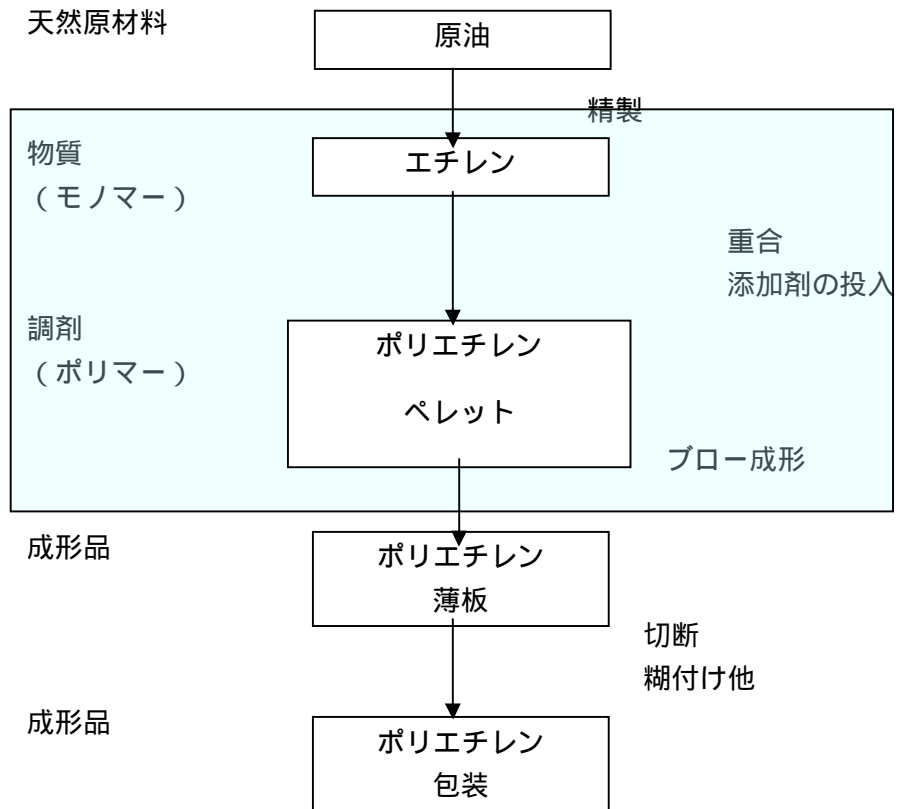 天然原材料
原油
精製
物質
（モノマー）
エチレン
重合
添加剤の投入
調剤
（ポリマー）
ポリエチレン
ペレット
ブロー成形
成形品
ポリエチレン
薄板
切断
糊付け他
成形品
ポリエチレン
包装